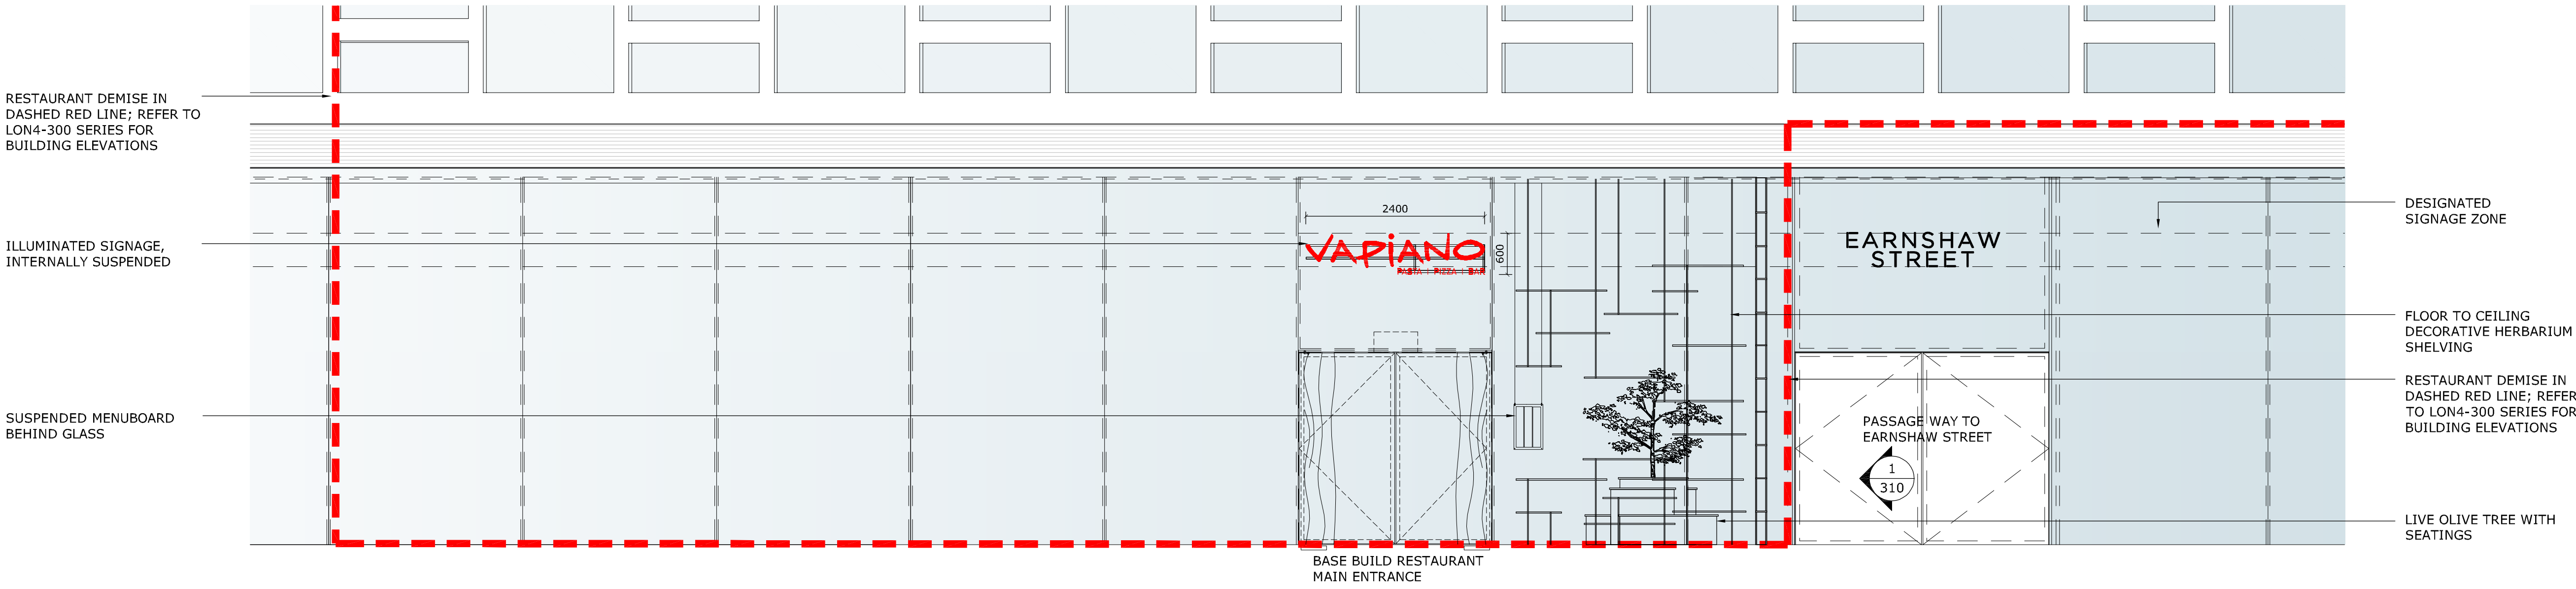 RESTAURANT DEMISE IN
DASHED RED LINE; REFER TO
LON4-300 SERIES FOR
BUILDING ELEVATIONS
ILLUMINATED SIGNAGE,
INTERNALLY SUSPENDED
SUSPENDED MENUBOARD
BEHIND GLASS
2400
600
VAPiANO
PASTA | PIZZA | BAR
BASE BUILD RESTAURANT
MAIN ENTRANCE
EARNSHAW
STREET
PASSAGE WAY TO
EARNSHAW STREET
1
310
DESIGNATED
SIGNAGE ZONE
FLOOR TO CEILING
DECORATIVE HERBARIUM
SHELVING
RESTAURANT DEMISE IN
DASHED RED LINE; REFER
TO LON4-300 SERIES FOR
BUILDING ELEVATIONS
LIVE OLIVE TREE WITH
SEATINGS